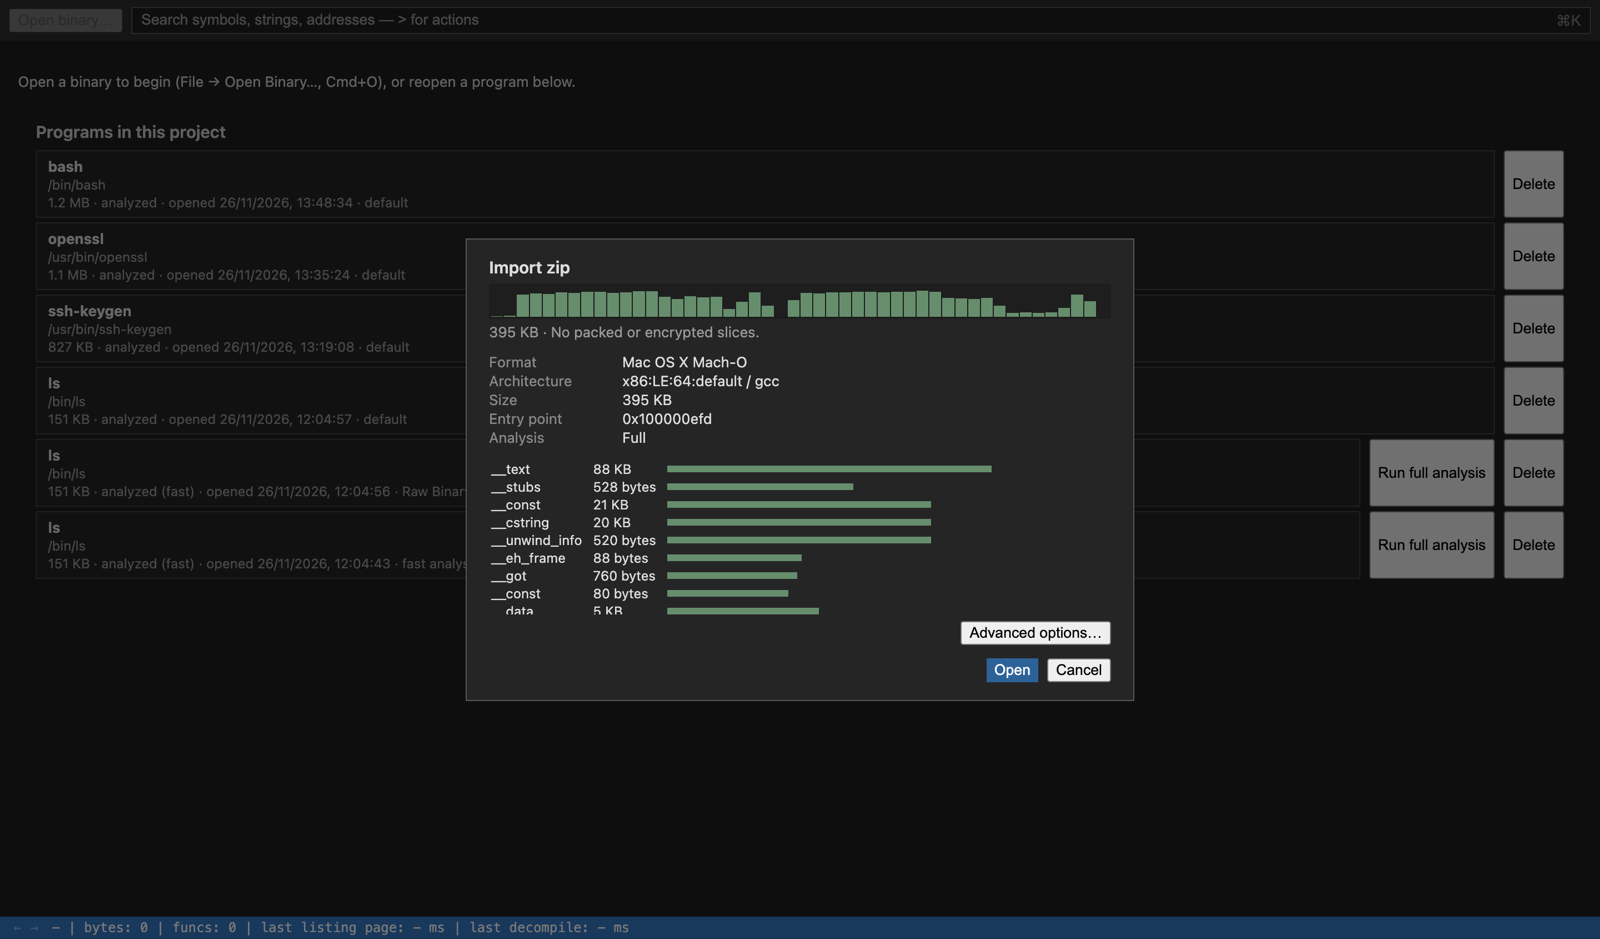 Open binary…
Search symbols, strings, addresses — > for actions
⌘K
Open a binary to begin (File → Open Binary…, Cmd+O), or reopen a program below.
Programs in this project
bash
/bin/bash
1.2 MB · analyzed · opened 26/11/2026, 13:48:34 · default
Delete
openssl
/usr/bin/openssl
1.1 MB · analyzed · opened 26/11/2026, 13:35:24 · default
Delete
ssh-keygen
/usr/bin/ssh-keygen
827 KB · analyzed · opened 26/11/2026, 13:19:08 · default
Delete
ls
/bin/ls
151 KB · analyzed · opened 26/11/2026, 12:04:57 · default
Delete
ls
/bin/ls
151 KB · analyzed (fast) · opened 26/11/2026, 12:04:56 · Raw Binar
Run full analysis
Delete
ls
/bin/ls
151 KB · analyzed (fast) · opened 26/11/2026, 12:04:43 · fast analys
Run full analysis
Delete
Import zip
395 KB · No packed or encrypted slices.
Format Mac OS X Mach-O
Architecture x86:LE:64:default / gcc
Size 395 KB
Entry point 0x100000efd
Analysis Full
__text 88 KB
__stubs 528 bytes
__const 21 KB
__cstring 20 KB
__unwind_info 520 bytes
__eh_frame 88 bytes
__got 760 bytes
__const 80 bytes
__data 5 KB
Advanced options…
Open
Cancel
← → – | bytes: 0 | funcs: 0 | last listing page: – ms | last decompile: – ms